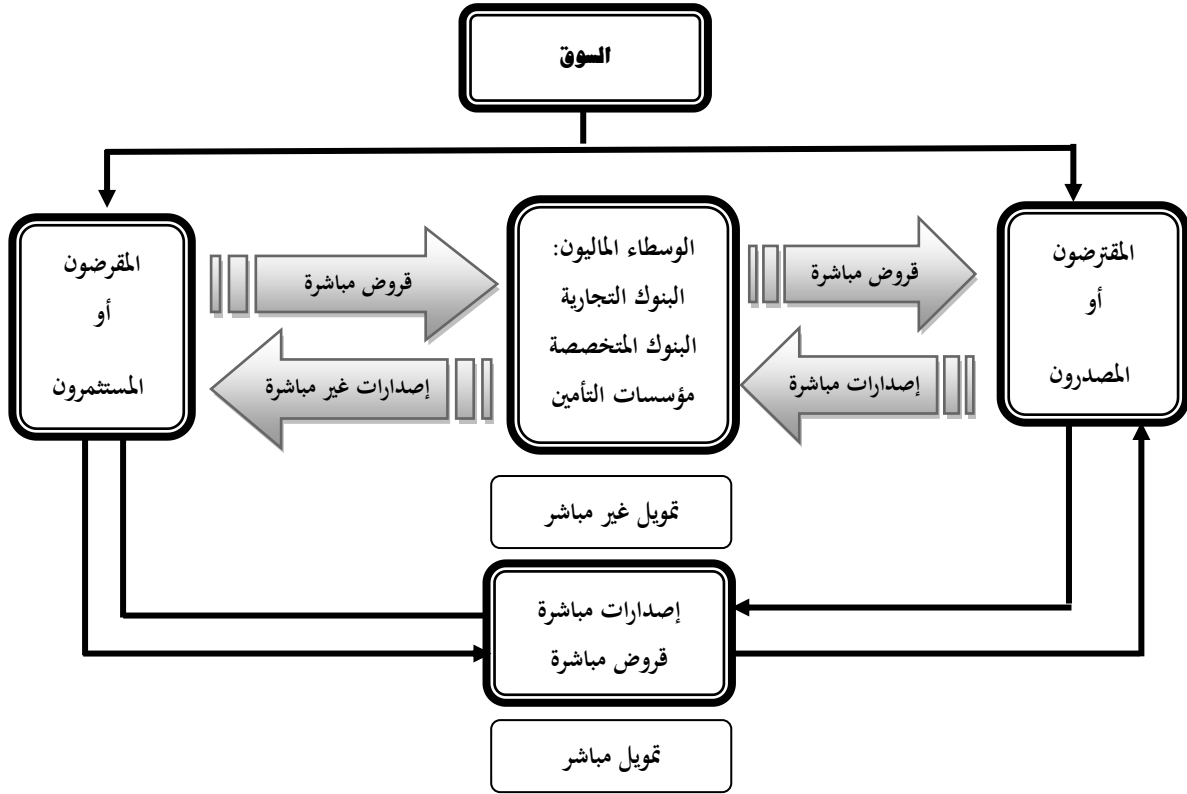 السوق
المقترضون
أو
المصدرون
قروض مباشرة
إصدارات مباشرة
الوسطاء الماليون:
البنوك التجارية
البنوك المتخصصة
مؤسسات التأمين
قروض مباشرة
إصدارات غير مباشرة
المقرضون
أو
المستثمرون
تمويل غير مباشر
إصدارات مباشرة
قروض مباشرة
تمويل مباشر